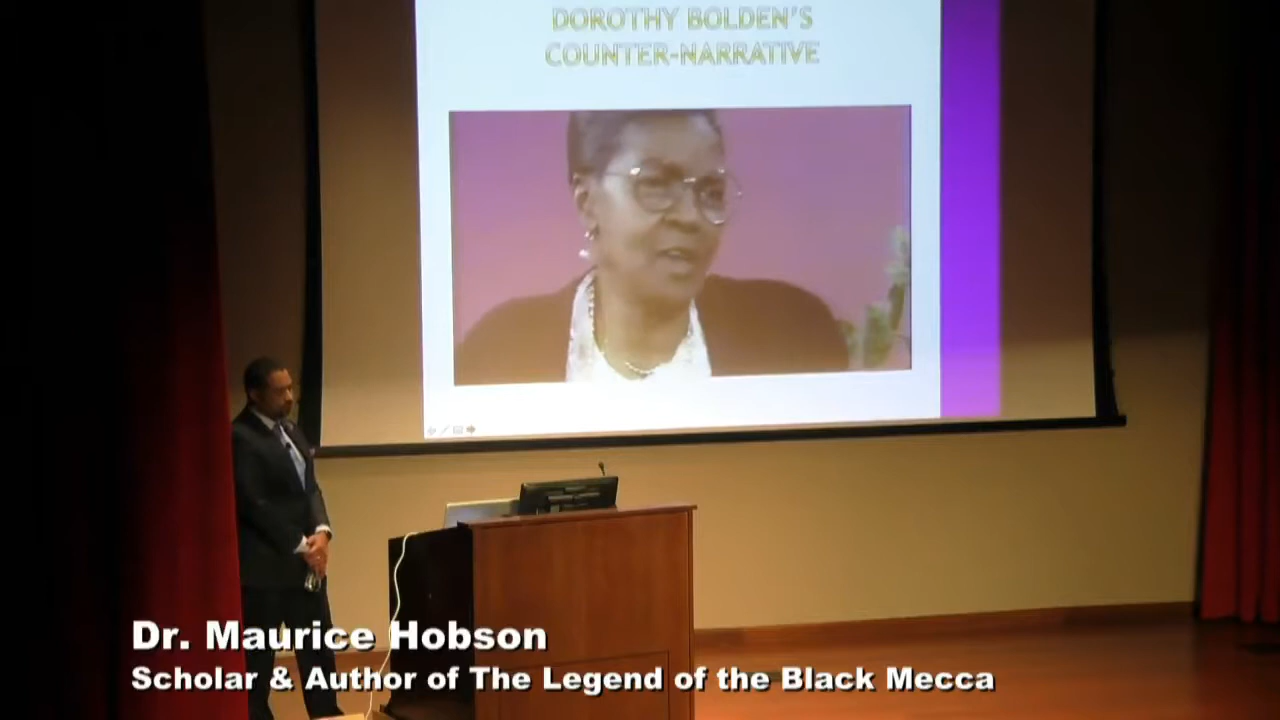 DOROTHY BOLDEN'S
COUNTER-NARRATIVE
Dr. Maurice Hobson
Scholar & Author of The Legend of the Black Mecca